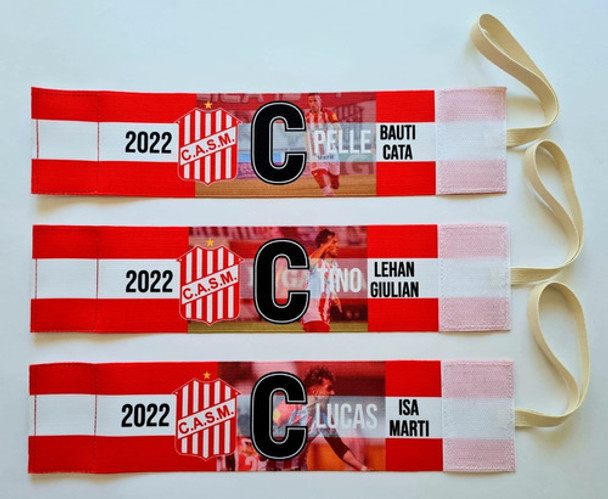 2022 C.A.S.M. C PELLE BAUTI
CATA
2022 C.A.S.M. C TINO LEHAN
GIULIAN
2022 C.A.S.M. C LUCAS ISA
MARTI